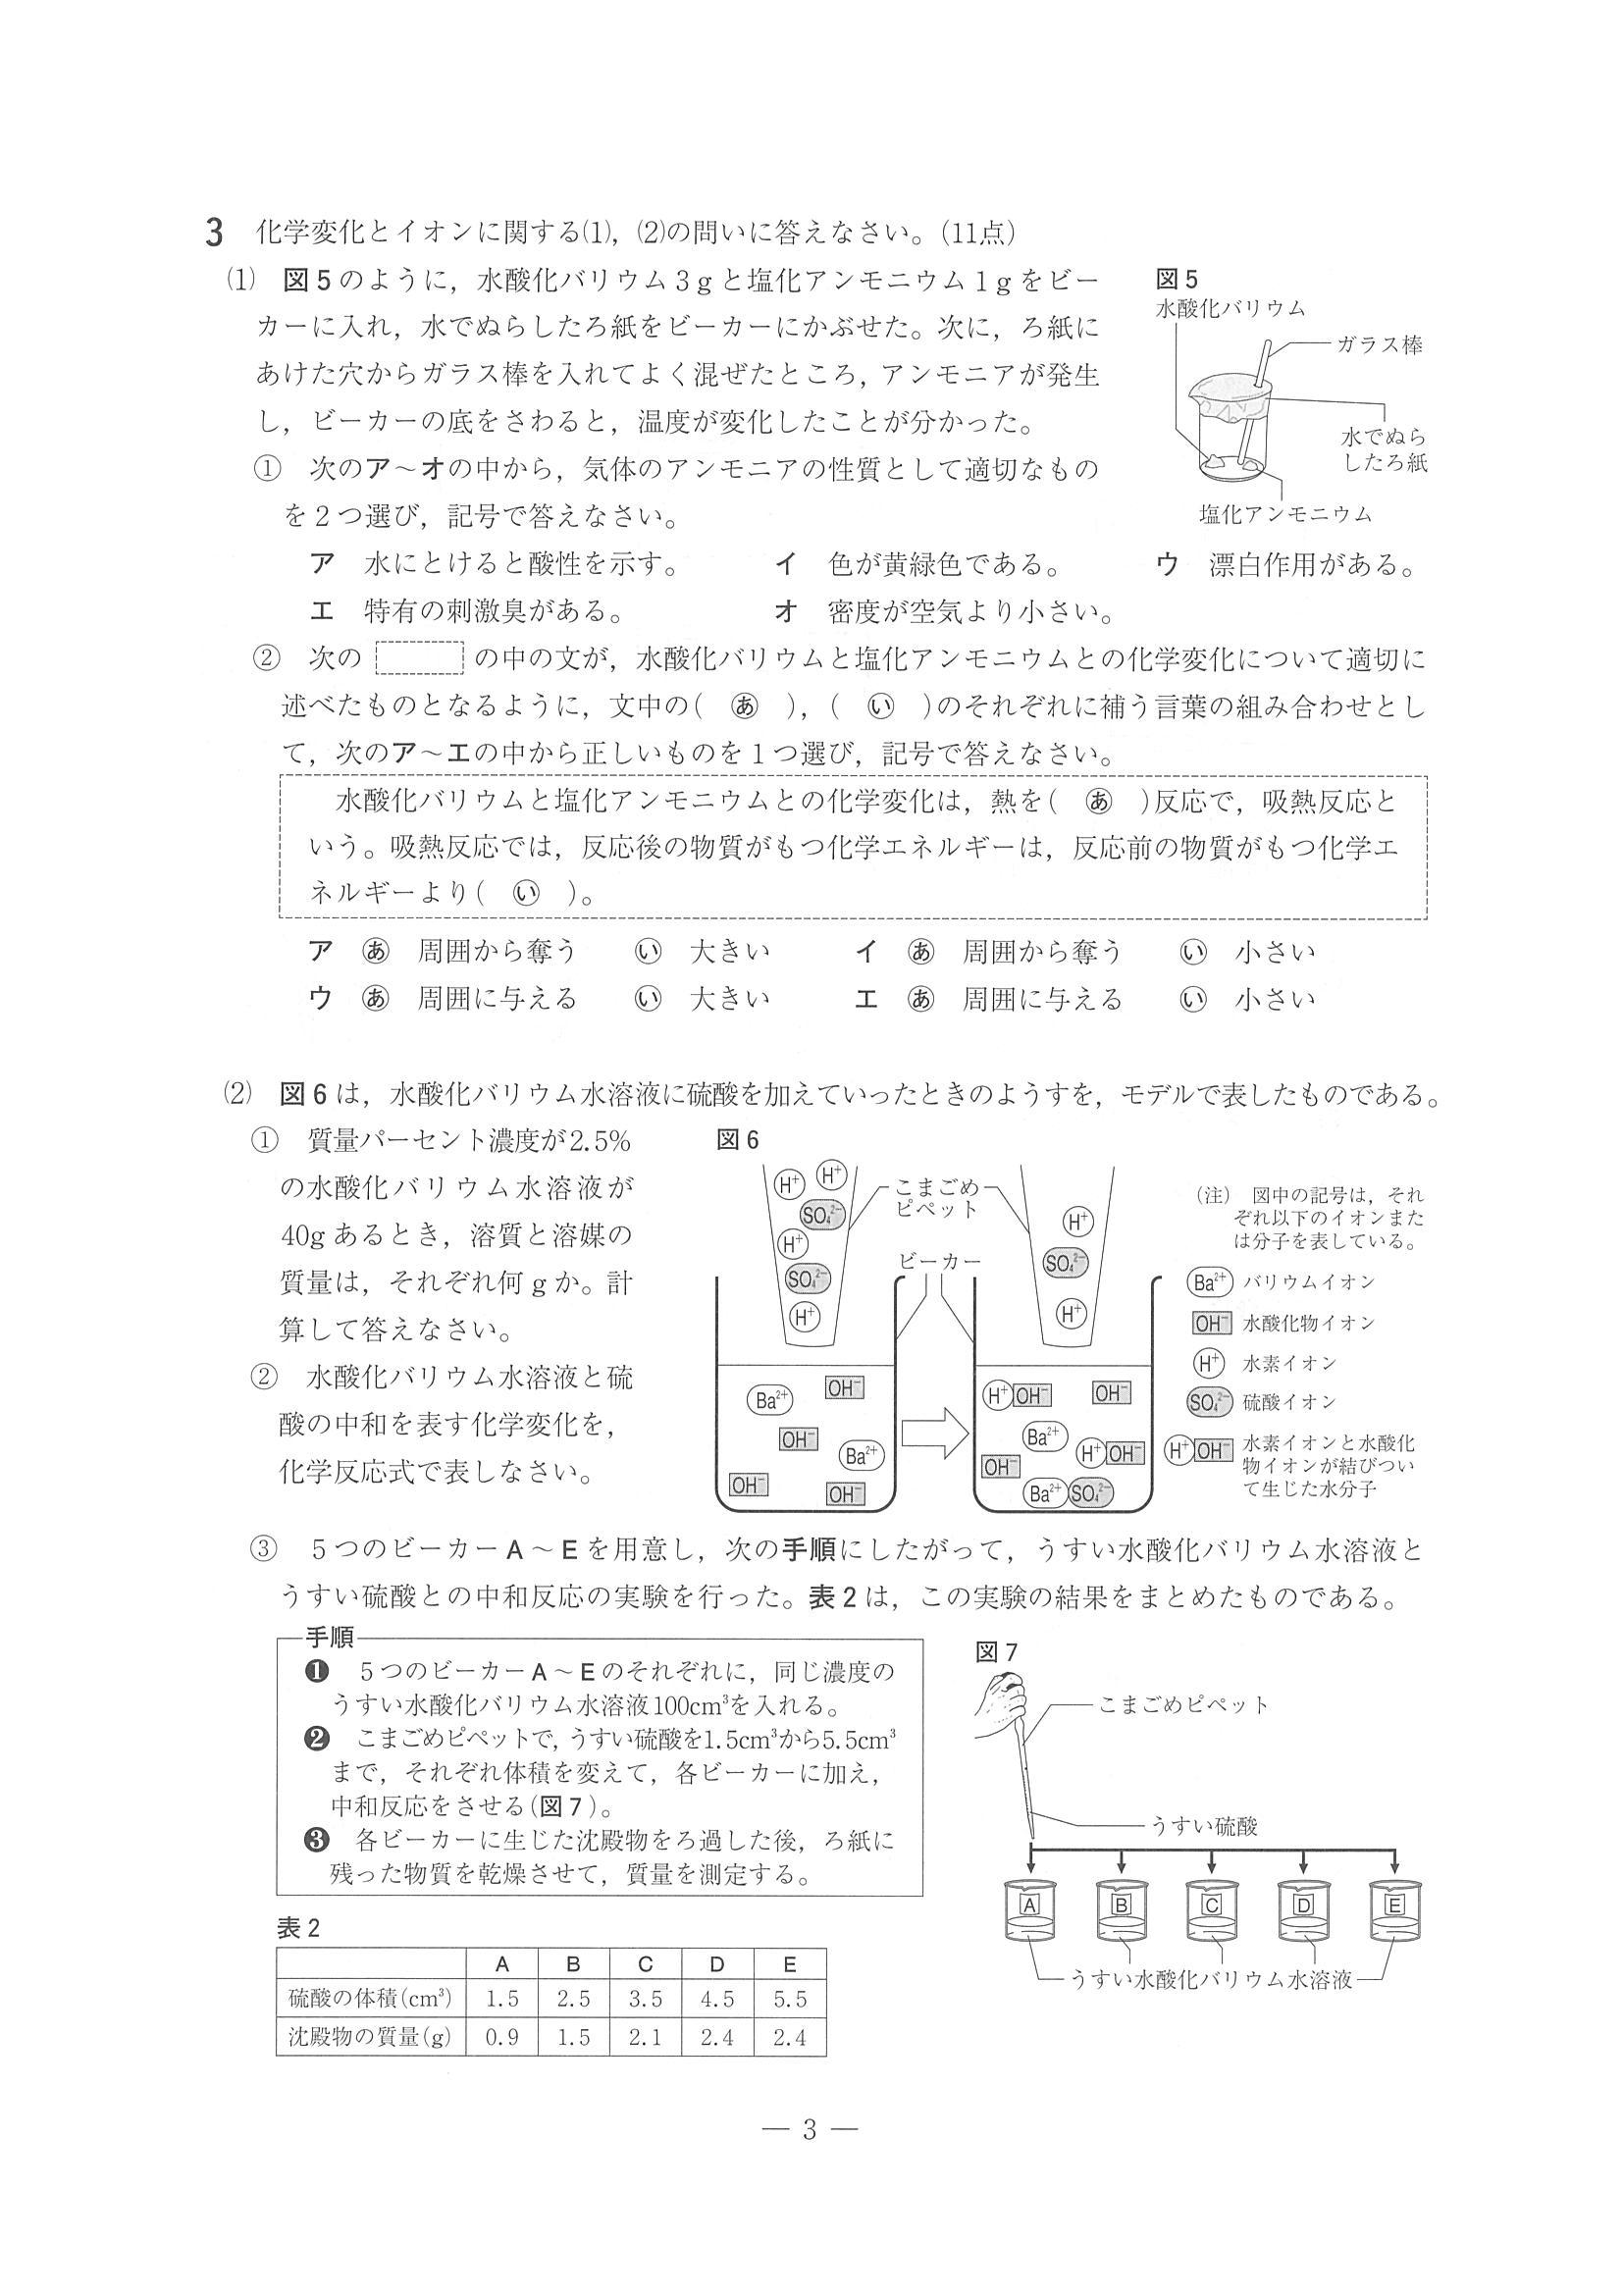 3 化学変化とイオンに関する(1)，(2)の問いに答えなさい。(11点)
(1) 図5のように，水酸化バリウム3gと塩化アンモニウム1gをビー
カーに入れ，水でぬらしたろ紙をビーカーにかぶせた。次に，ろ紙に
あけた穴からガラス棒を入れてよく混ぜたところ，アンモニアが発生
し，ビーカーの底をさわると，温度が変化したことが分かった。
図5
水酸化バリウム
ガラス棒
水でぬら
したろ紙
塩化アンモニウム
① 次のア～オの中から，気体のアンモニアの性質として適切なもの
を2つ選び，記号で答えなさい。
ア 水にとけると酸性を示す。 イ 色が黄緑色である。 ウ 漂白作用がある。
エ 特有の刺激臭がある。 オ 密度が空気より小さい。
② 次の の中の文が，水酸化バリウムと塩化アンモニウムとの化学変化について適切に
述べたものとなるように，文中の( あ )，( い )のそれぞれに補う言葉の組み合わせとし
て，次のア～エの中から正しいものを1つ選び，記号で答えなさい。
水酸化バリウムと塩化アンモニウムとの化学変化は，熱を( あ )反応で，吸熱反応と
いう。吸熱反応では，反応後の物質がもつ化学エネルギーは，反応前の物質がもつ化学エ
ネルギーより( い )。
ア あ 周囲から奪う い 大きい イ あ 周囲から奪う い 小さい
ウ あ 周囲に与える い 大きい エ あ 周囲に与える い 小さい
(2) 図6は，水酸化バリウム水溶液に硫酸を加えていったときのようすを，モデルで表したものである。
① 質量パーセント濃度が2.5%
の水酸化バリウム水溶液が
40gあるとき，溶質と溶媒の
質量は，それぞれ何gか。計
算して答えなさい。
② 水酸化バリウム水溶液と硫
酸の中和を表す化学変化を，
化学反応式で表しなさい。
図6
H⁺ H⁺
SO₄²⁻
H⁺
SO₄²⁻
H⁺
こまごめ
ピペット
ビーカー
H⁺
SO₄²⁻
H⁺
Ba²⁺ OH⁻
OH⁻
Ba²⁺
OH⁻ OH⁻
H⁺OH⁻ OH⁻
Ba²⁺
H⁺OH⁻
OH⁻
Ba²⁺SO₄²⁻
(注) 図中の記号は，それ
ぞれ以下のイオンまた
は分子を表している。
Ba²⁺ バリウムイオン
OH⁻ 水酸化物イオン
H⁺ 水素イオン
SO₄²⁻ 硫酸イオン
H⁺OH⁻ 水素イオンと水酸化
物イオンが結びつい
て生じた水分子
③ 5つのビーカーA～Eを用意し，次の手順にしたがって，うすい水酸化バリウム水溶液と
うすい硫酸との中和反応の実験を行った。表2は，この実験の結果をまとめたものである。
手順
❶ 5つのビーカーA～Eのそれぞれに，同じ濃度の
うすい水酸化バリウム水溶液100cm³を入れる。
❷ こまごめピペットで，うすい硫酸を1.5cm³から5.5cm³
まで，それぞれ体積を変えて，各ビーカーに加え，
中和反応をさせる(図7)。
❸ 各ビーカーに生じた沈殿物をろ過した後，ろ紙に
残った物質を乾燥させて，質量を測定する。
図7
こまごめピペット
うすい硫酸
A B C D E
うすい水酸化バリウム水溶液
表2
A B C D E
硫酸の体積(cm³) 1.5 2.5 3.5 4.5 5.5
沈殿物の質量(g) 0.9 1.5 2.1 2.4 2.4
— 3 —